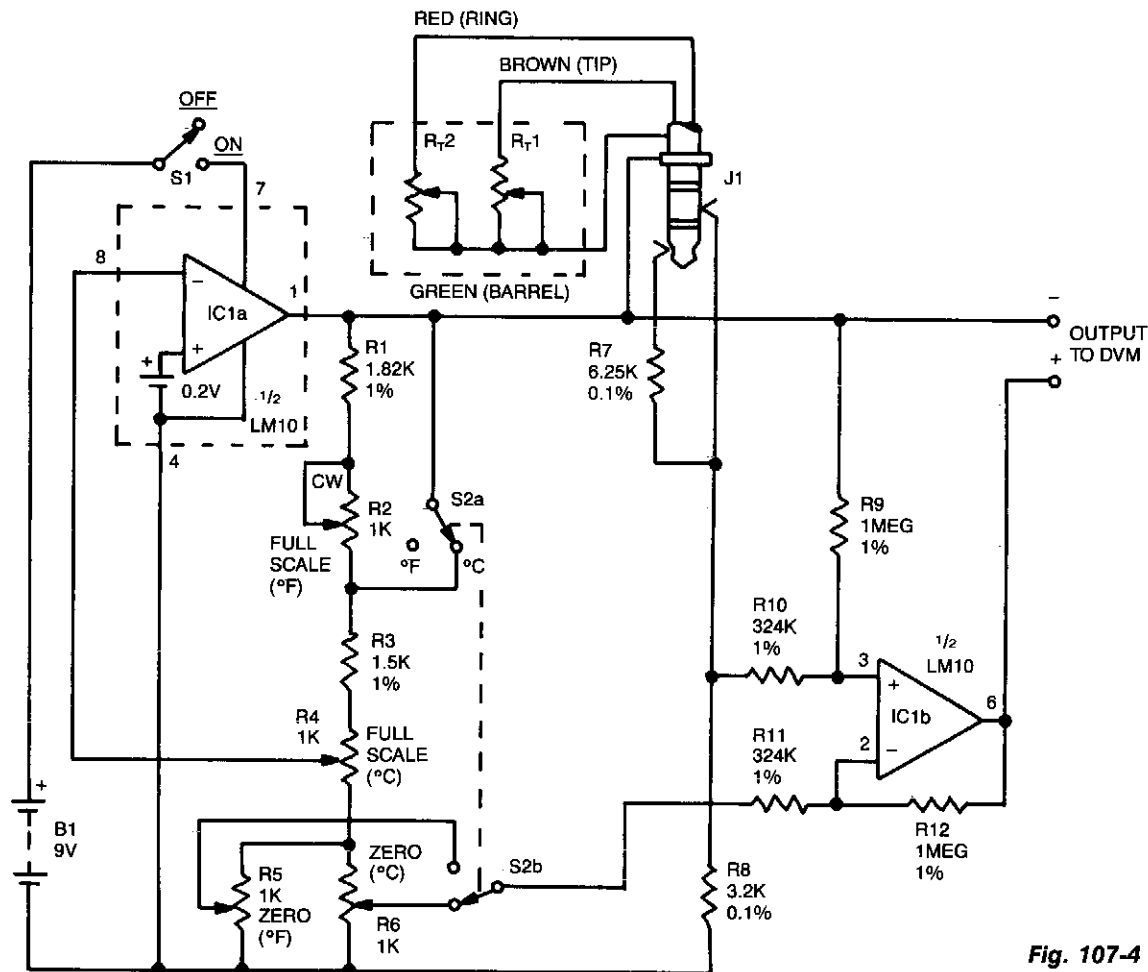 RED (RING)
BROWN (TIP)
OFF
ON
S1
7
RT2
RT1
J1
8
−
IC1a
1
+
+
0.2V
1/2
LM10
4
GREEN (BARREL)
−
OUTPUT
TO DVM
+
R1
1.82K
1%
R7
6.25K
0.1%
CW
R2
1K
FULL
SCALE
(°F)
S2a
°F
°C
R9
1MEG
1%
R3
1.5K
1%
R10
324K
1%
1/2
LM10
3
+
IC1b
6
2
−
R4
1K
FULL
SCALE
(°C)
R11
324K
1%
R12
1MEG
1%
+
B1
9V
ZERO
(°C)
S2b
R5
1K
ZERO
(°F)
R6
1K
R8
3.2K
0.1%
Fig. 107-4